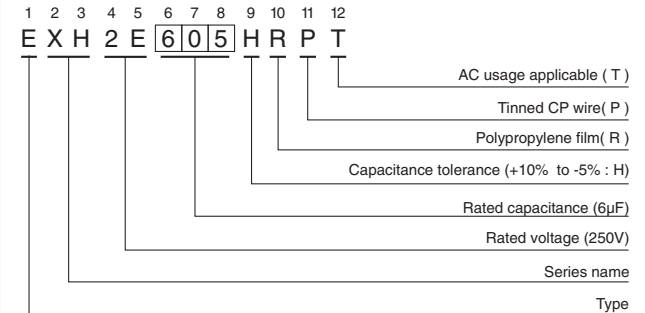 1 2 3 4 5 6 7 8 9 10 11 12
E X H 2 E 6 0 5 H R P T
AC usage applicable ( T )
Tinned CP wire( P )
Polypropylene film( R )
Capacitance tolerance (+10% to -5% : H)
Rated capacitance (6μF)
Rated voltage (250V)
Series name
Type